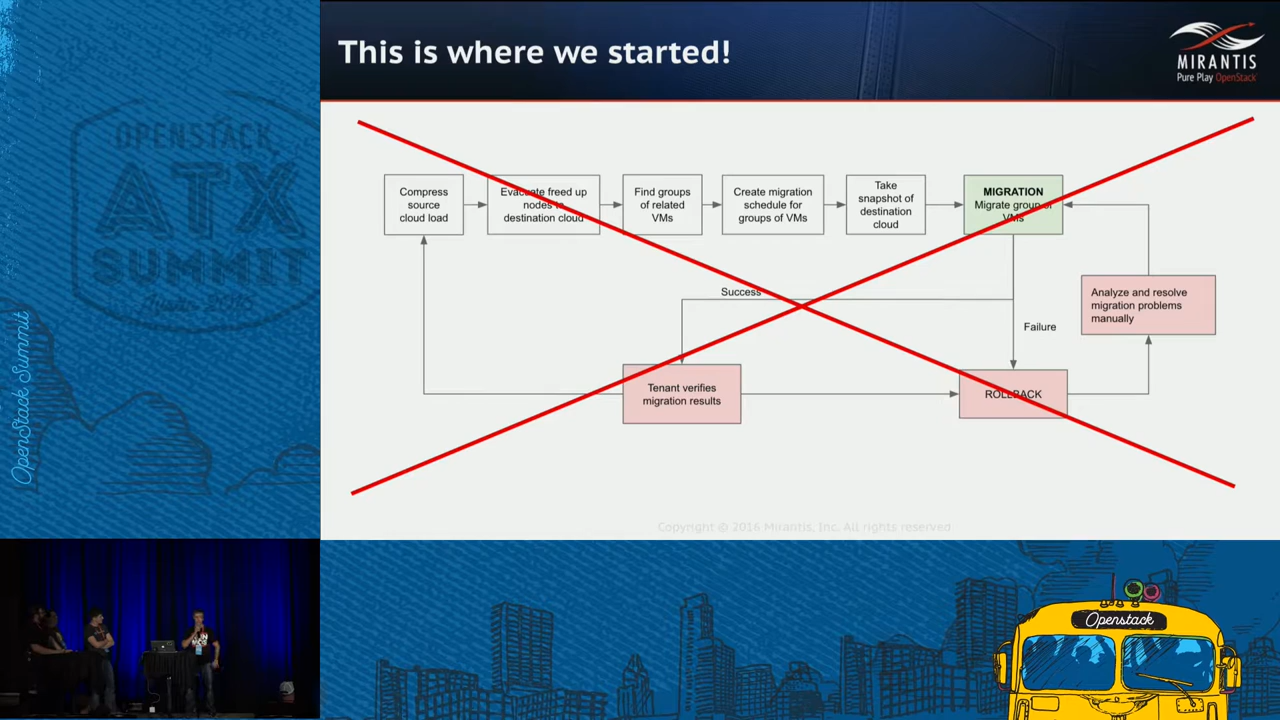 This is where we started!
MIRANTIS
Pure Play OpenStack
OPENSTACK
ATX
SUMMIT
OpenStack Summit
Compress
source
cloud load
Evacuate freed up
nodes to
destination cloud
Find groups
of related
VMs
Create migration
schedule for
groups of VMs
Take
snapshot of
destination
cloud
MIGRATION
Migrate group of
VMs
Success
Failure
Analyze and resolve
migration problems
manually
Tenant verifies
migration results
ROLLBACK
Copyright © 2016 Mirantis, Inc. All rights reserved
Openstack